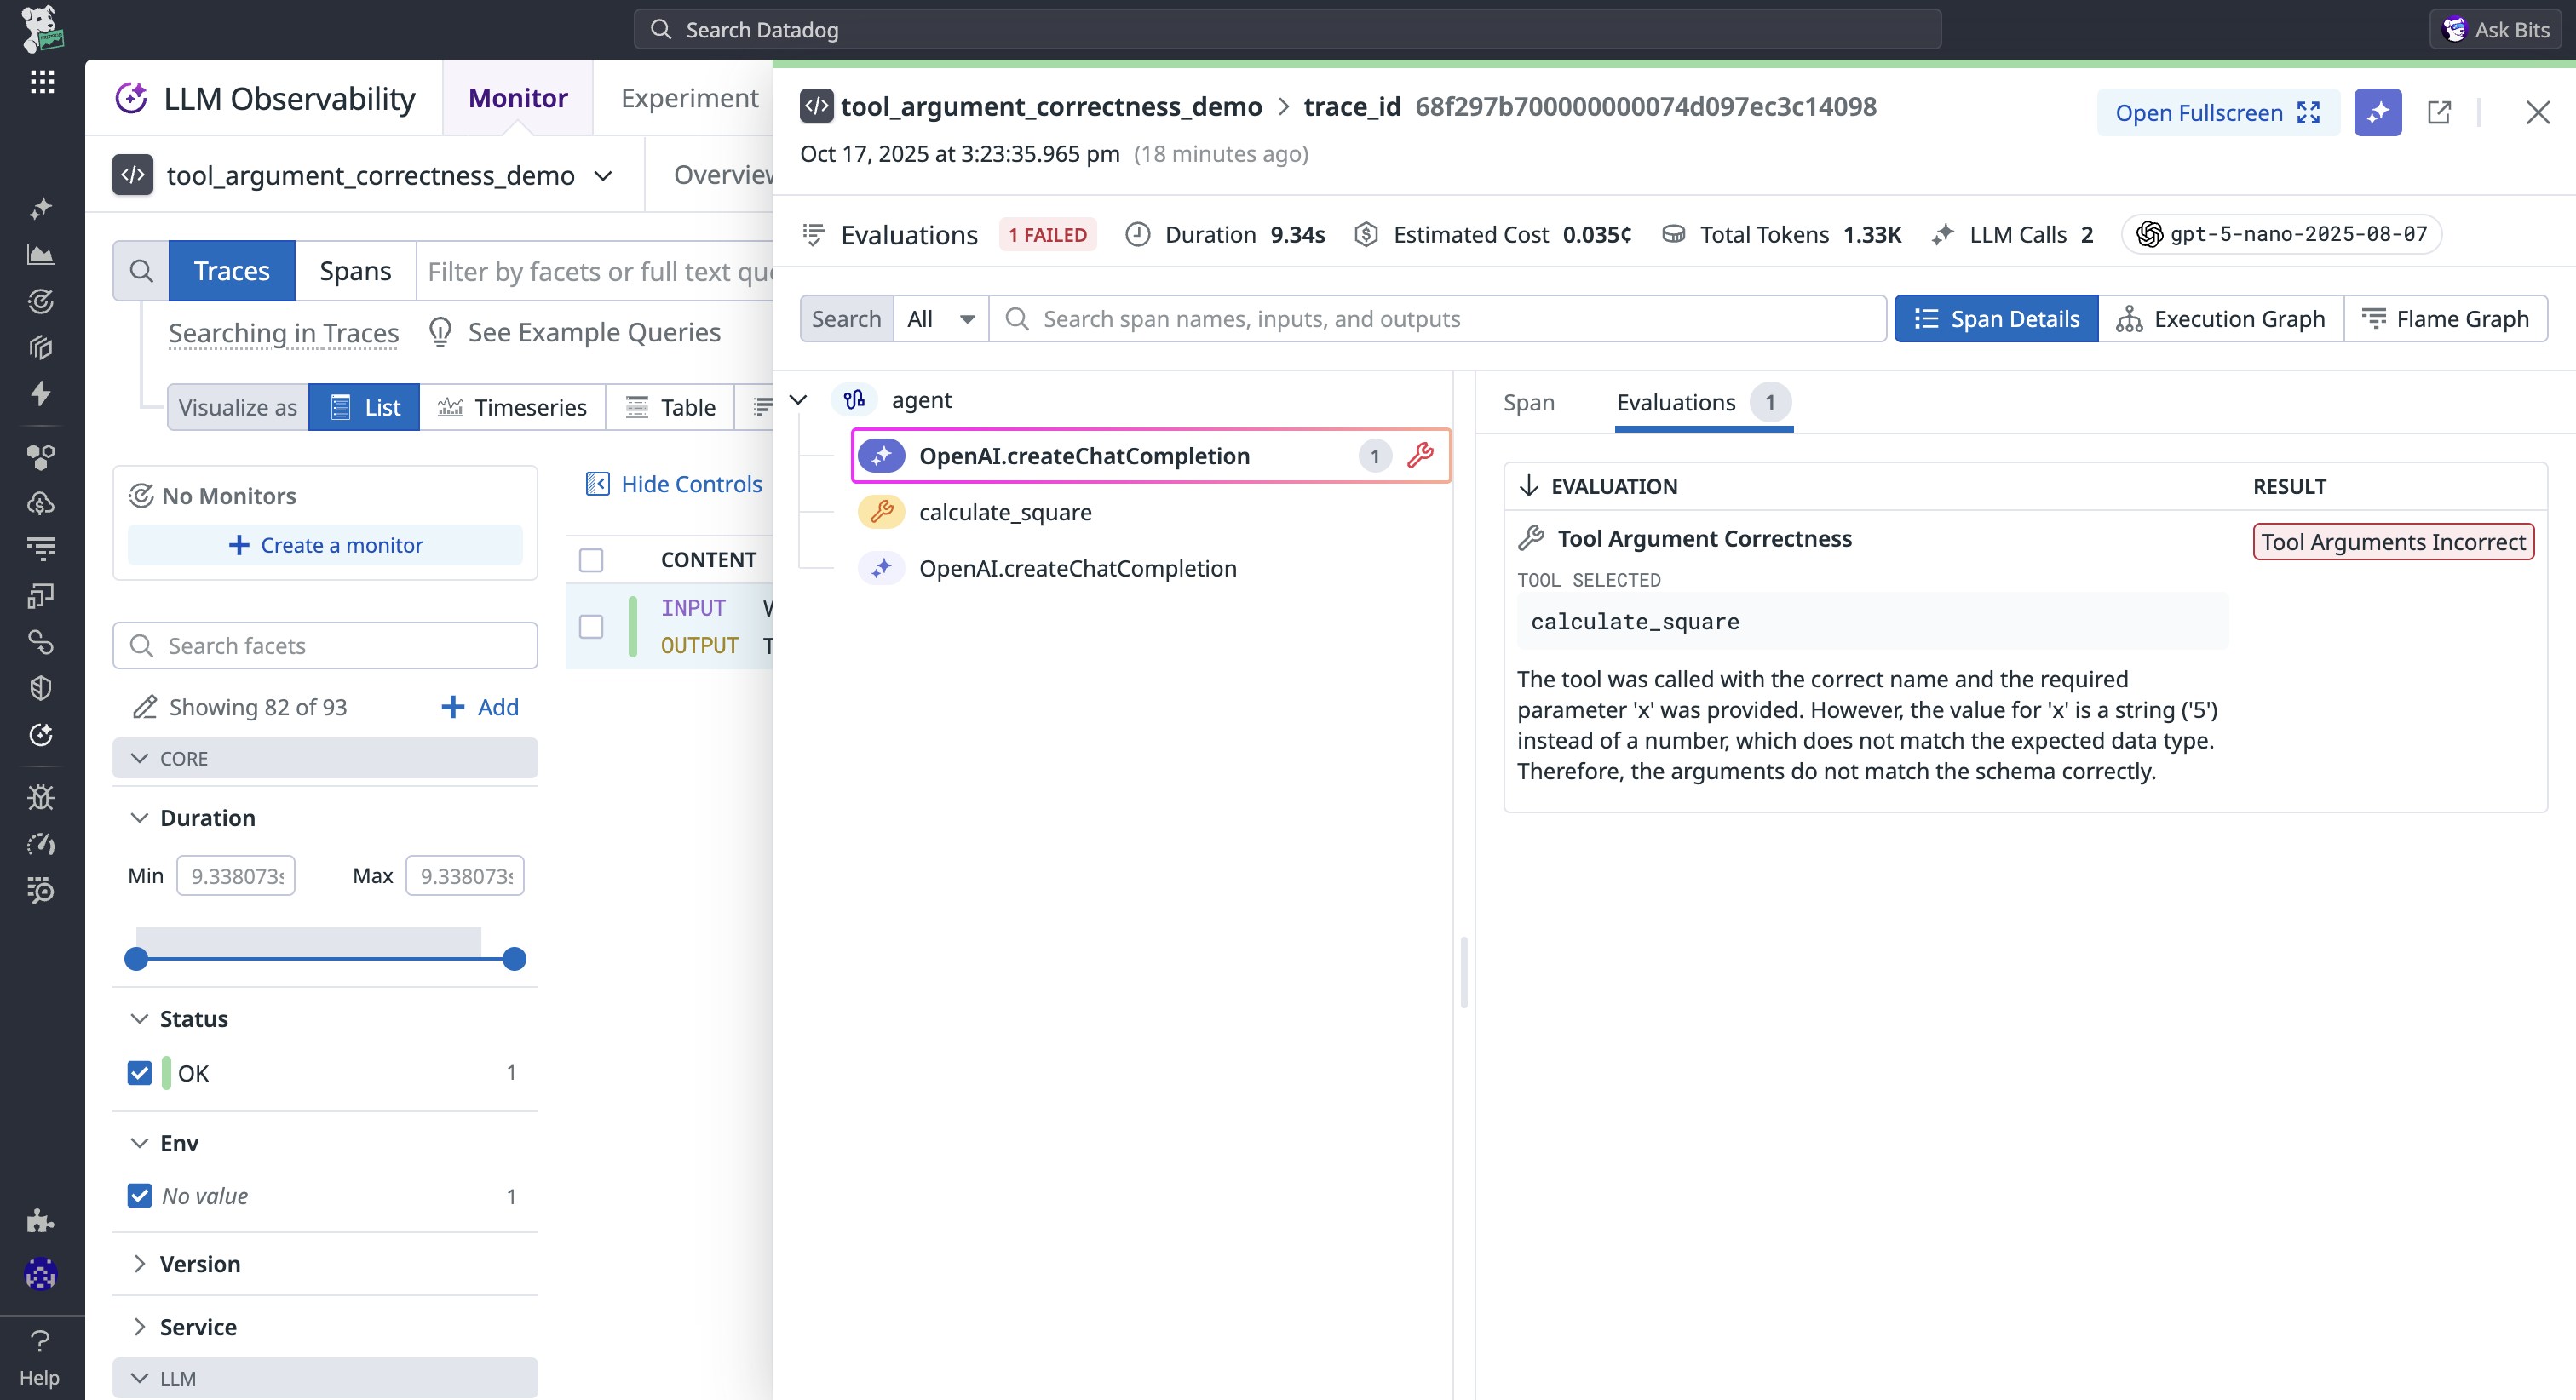 Search Datadog
Ask Bits
LLM Observability
Monitor
Experiment
tool_argument_correctness_demo
Overview
Traces
Spans
Filter by facets or full text que
Searching in Traces
See Example Queries
Visualize as
List
Timeseries
Table
No Monitors
Create a monitor
Search facets
Showing 82 of 93
Add
CORE
Duration
Min
9.338073s
Max
9.338073s
Status
OK
1
Env
No value
1
Version
Service
LLM
Help
Hide Controls
CONTENT
INPUT
OUTPUT
tool_argument_correctness_demo > trace_id 68f297b700000000074d097ec3c14098
Oct 17, 2025 at 3:23:35.965 pm (18 minutes ago)
Open Fullscreen
Evaluations
1 FAILED
Duration 9.34s
Estimated Cost 0.035¢
Total Tokens 1.33K
LLM Calls 2
gpt-5-nano-2025-08-07
Search
All
Search span names, inputs, and outputs
Span Details
Execution Graph
Flame Graph
agent
OpenAI.createChatCompletion
1
calculate_square
OpenAI.createChatCompletion
Span
Evaluations
1
EVALUATION
RESULT
Tool Argument Correctness
Tool Arguments Incorrect
TOOL SELECTED
calculate_square
The tool was called with the correct name and the required
parameter 'x' was provided. However, the value for 'x' is a string ('5')
instead of a number, which does not match the expected data type.
Therefore, the arguments do not match the schema correctly.